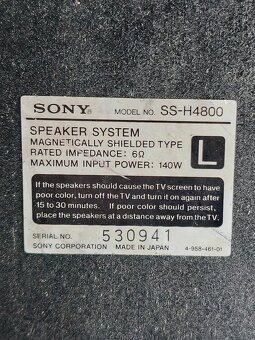 SONY® MODEL NO. SS-H4800
SPEAKER SYSTEM
MAGNETICALLY SHIELDED TYPE
RATED IMPEDANCE: 6Ω
MAXIMUM INPUT POWER: 140W
L
If the speakers should cause the TV screen to have
poor color, turn off the TV and turn it on again after
15 to 30 minutes. If poor color should persist,
place the speakers at a distance away from the TV.
SERIAL NO. 530941
SONY CORPORATION MADE IN JAPAN 4-958-461-01